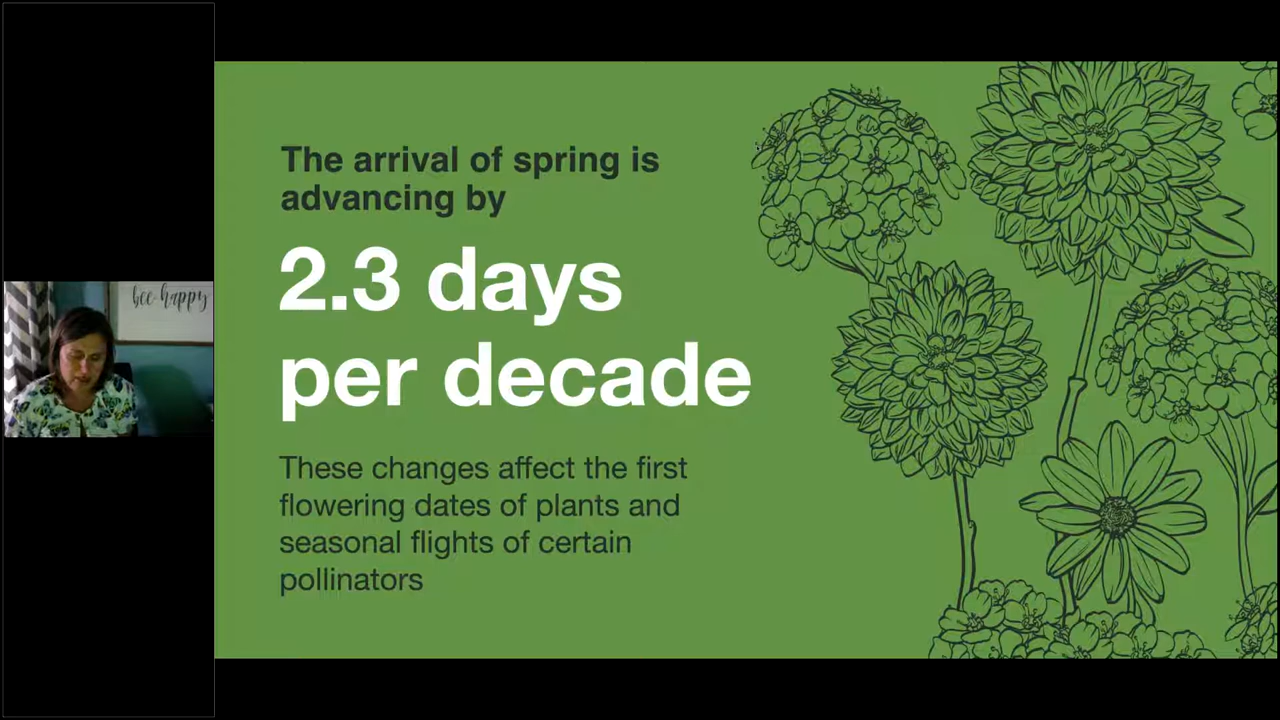 The arrival of spring is
advancing by
2.3 days
per decade
These changes affect the first
flowering dates of plants and
seasonal flights of certain
pollinators
bee happy